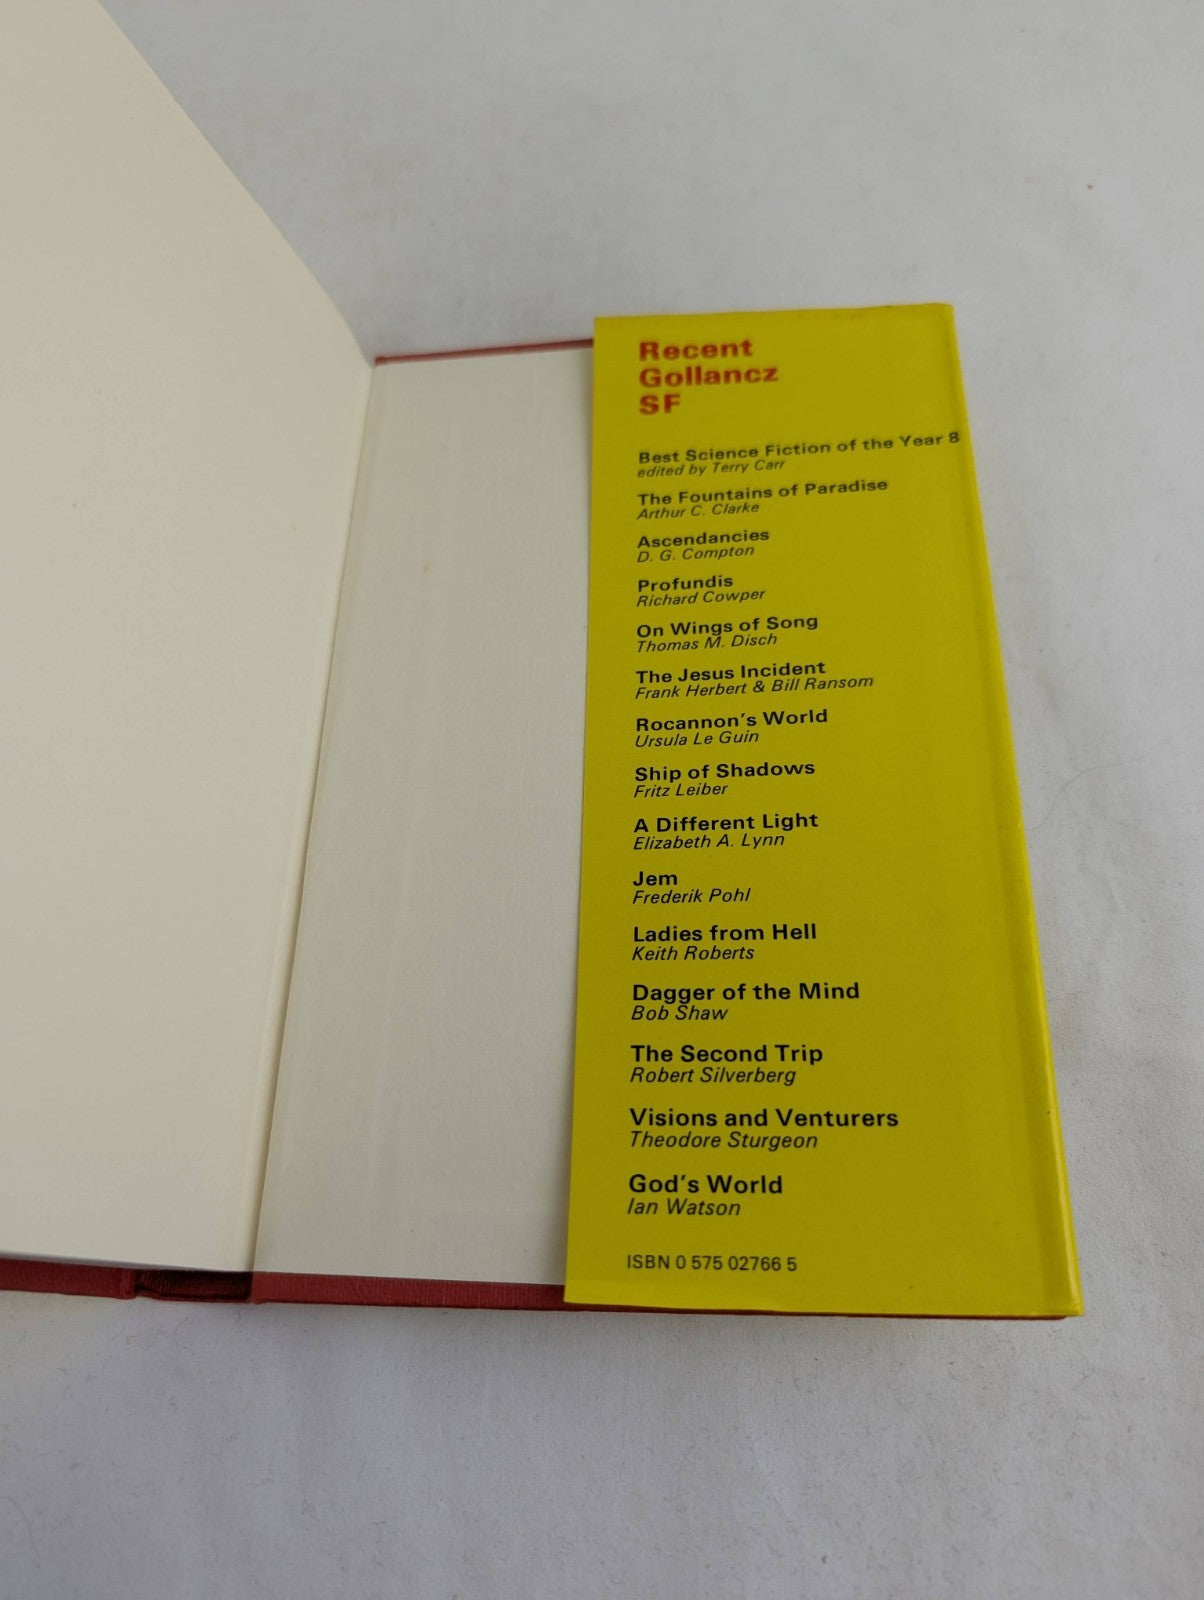 Recent
Gollancz
SF
Best Science Fiction of the Year 8
edited by Terry Carr
The Fountains of Paradise
Arthur C. Clarke
Ascendancies
D. G. Compton
Profundis
Richard Cowper
On Wings of Song
Thomas M. Disch
The Jesus Incident
Frank Herbert & Bill Ransom
Rocannon's World
Ursula Le Guin
Ship of Shadows
Fritz Leiber
A Different Light
Elizabeth A. Lynn
Jem
Frederik Pohl
Ladies from Hell
Keith Roberts
Dagger of the Mind
Bob Shaw
The Second Trip
Robert Silverberg
Visions and Venturers
Theodore Sturgeon
God's World
Ian Watson
ISBN 0 575 02766 5